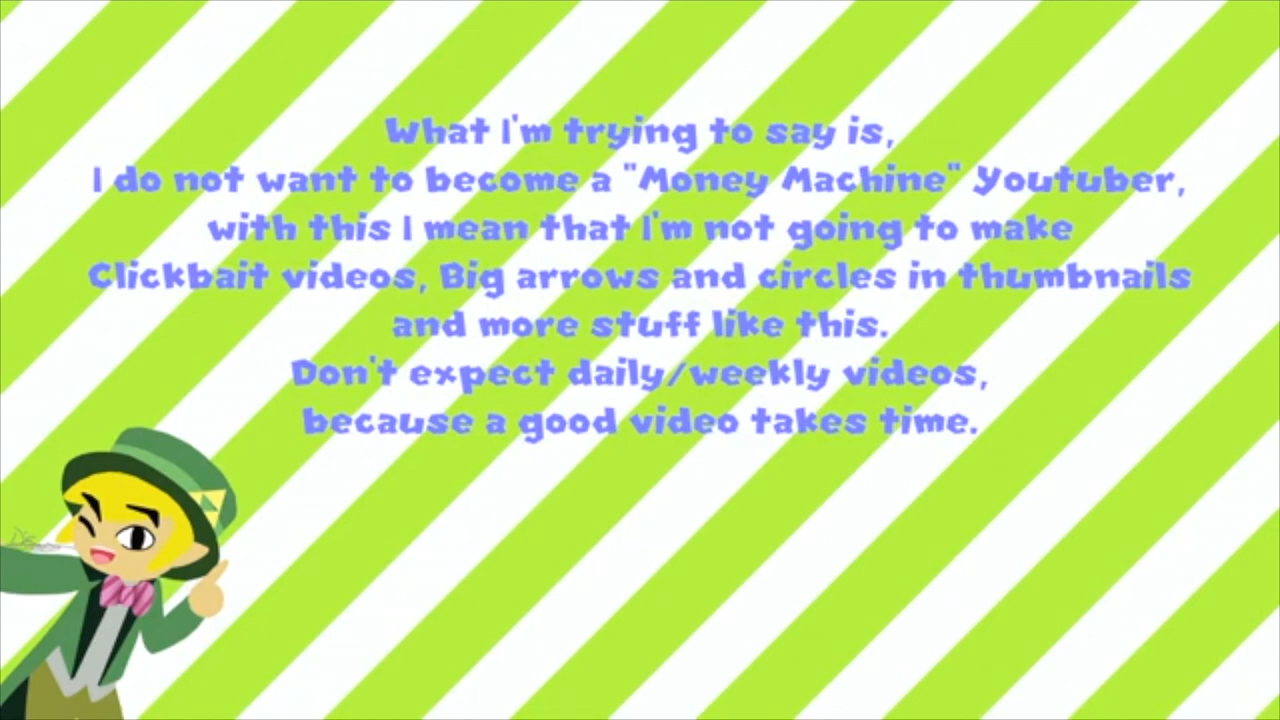 What I'm trying to say is,
I do not want to become a "Money Machine" Youtuber,
with this I mean that I'm not going to make
Clickbait videos, Big arrows and circles in thumbnails
and more stuff like this.
Don't expect daily/weekly videos,
because a good video takes time.